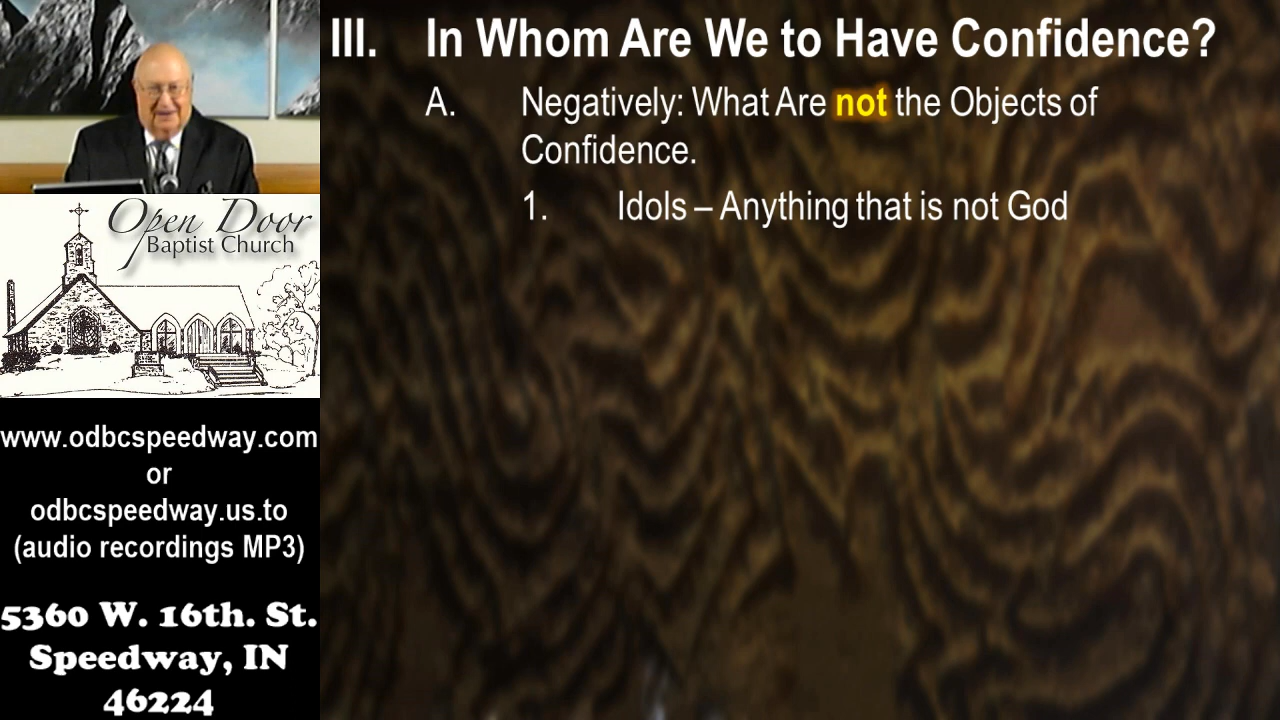 III. In Whom Are We to Have Confidence?
A. Negatively: What Are not the Objects of
Confidence.
1. Idols – Anything that is not God
Open Door
Baptist Church
www.odbcspeedway.com
or
odbcspeedway.us.to
(audio recordings MP3)
5360 W. 16th. St.
Speedway, IN
46224